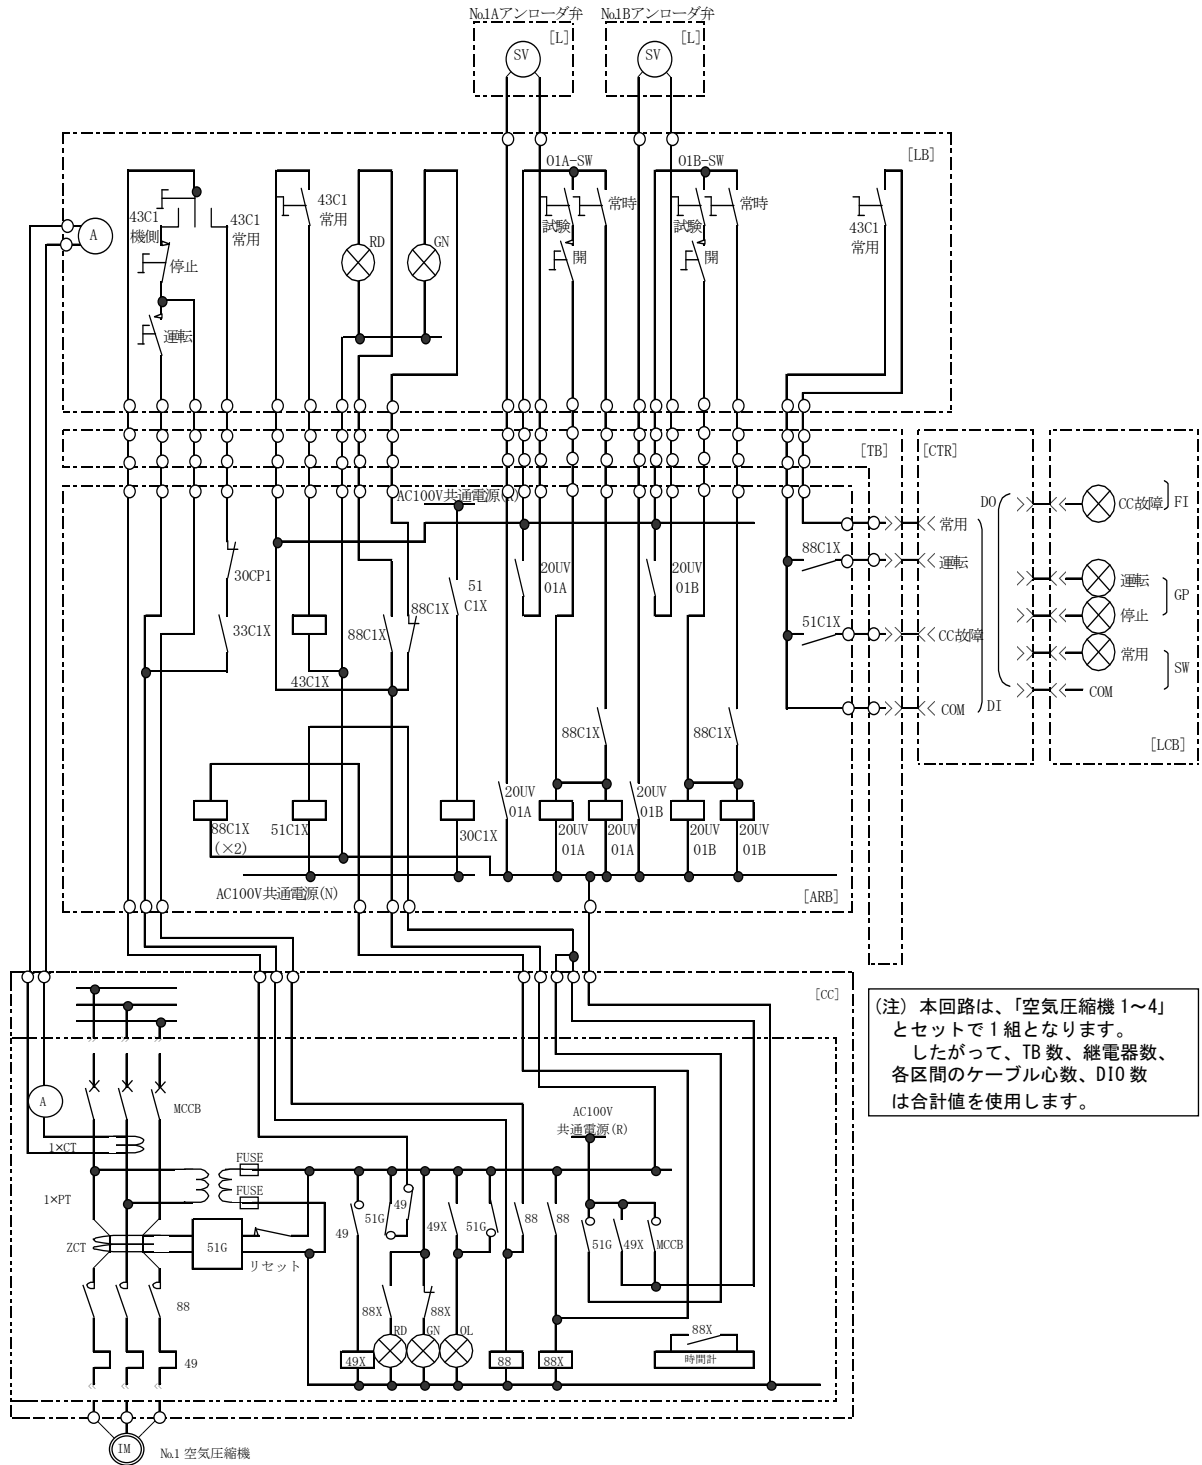 №1Aアンローダ弁
№1Bアンローダ弁
[L]
[L]
SV
SV
[LB]
01A-SW
01B-SW
43C1
機側
43C1
常用
43C1
常用
常時
試験
常時
試験
43C1
常用
A
停止
RD
GN
開
開
運転
[TB]
[CTR]
AC100V共通電源(R)
DO
CC故障
FI
常用
88C1X
運転
運転
GP
停止
30CP1
51
C1X
20UV
01A
20UV
01B
33C1X
88C1X
88C1X
51C1X
CC故障
常用
SW
43C1X
COM
COM
DI
88C1X
88C1X
[LCB]
20UV
01A
20UV
01B
88C1X
(×2)
51C1X
30C1X
20UV
01A
20UV
01A
20UV
01B
20UV
01B
AC100V共通電源(N)
[ARB]
[CC]
(注) 本回路は、「空気圧縮機1～4」
とセットで1組となります。
したがって、TB数、継電器数、
各区間のケーブル心数、DIO数
は合計値を使用します。
A
MCCB
AC100V
共通電源(R)
1×CT
FUSE
1×PT
FUSE
49
51G
49
49X
51G
88
88
51G
49X
MCCB
ZCT
51G
リセット
88
88X
88X
88X
RD
GN
OL
49
49X
88
88X
時間計
IM
№1 空気圧縮機